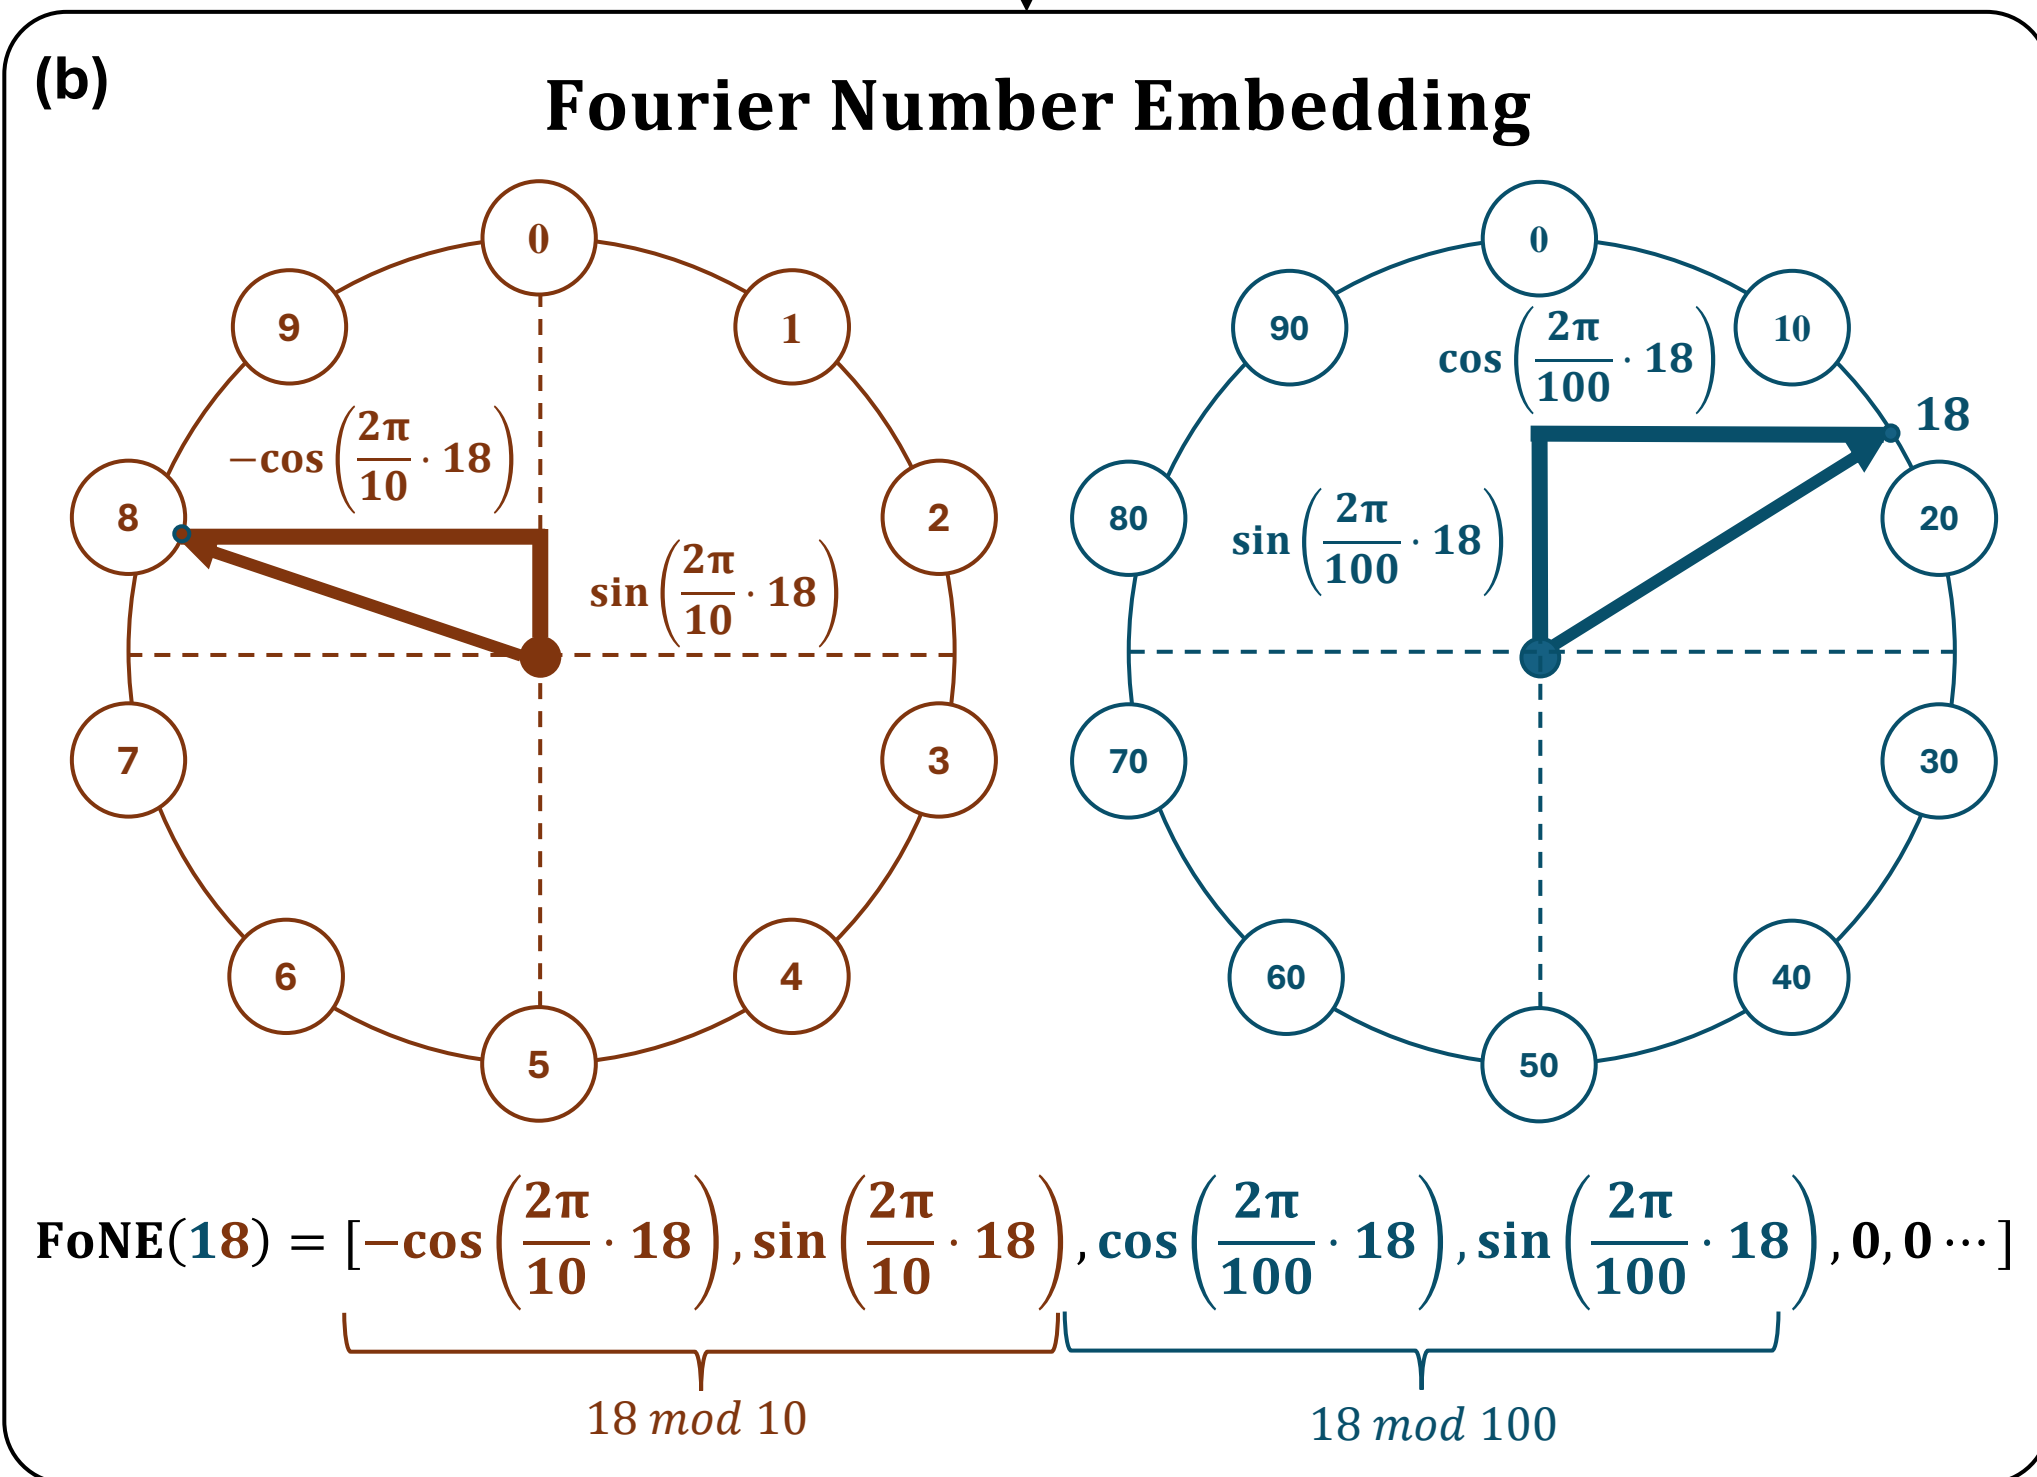 (b)
Fourier Number Embedding
0
1
2
3
4
5
6
7
8
9
−cos(2π/10 · 18)
sin(2π/10 · 18)
0
10
20
30
40
50
60
70
80
90
18
cos(2π/100 · 18)
sin(2π/100 · 18)
FoNE(18) = [−cos(2π/10 · 18), sin(2π/10 · 18), cos(2π/100 · 18), sin(2π/100 · 18), 0, 0 ⋯]
18 mod 10
18 mod 100